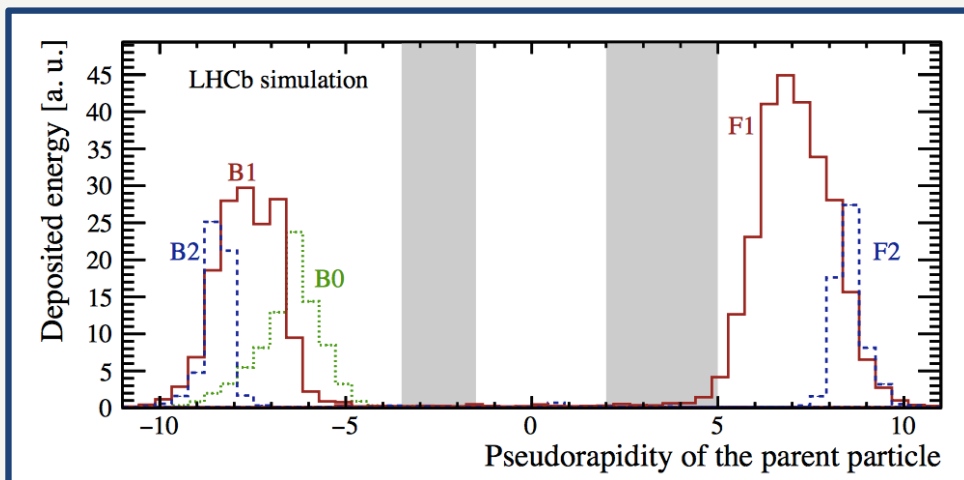 Deposited energy [a. u.]
45
40
35
30
25
20
15
10
5
0
LHCb simulation
B1
B2
B0
F1
F2
−10
−5
0
5
10
Pseudorapidity of the parent particle